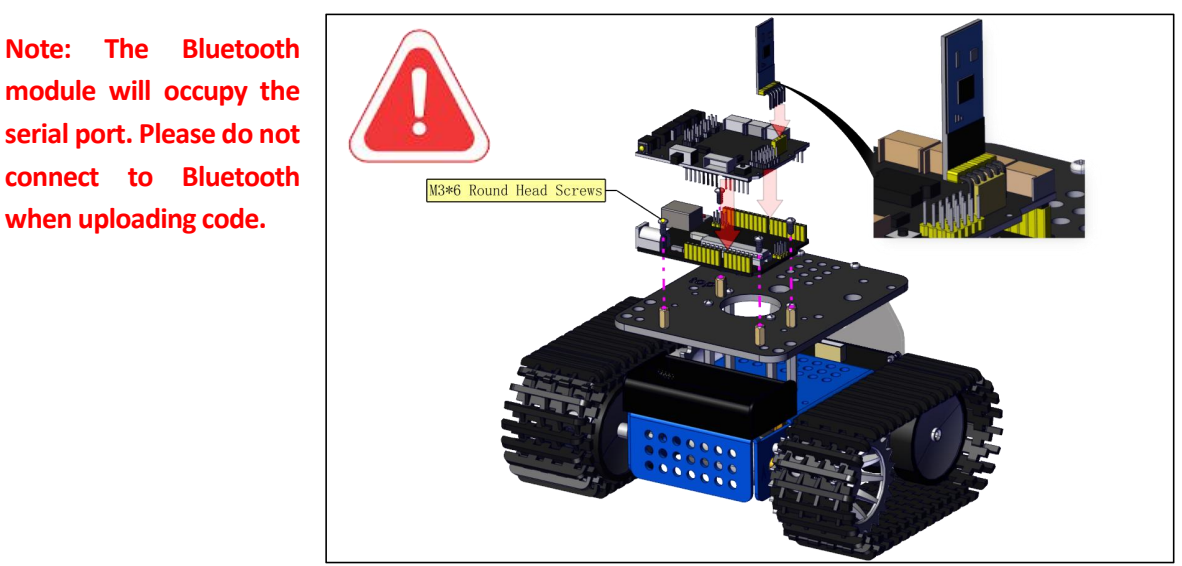 Note: The Bluetooth
module will occupy the
serial port. Please do not
connect to Bluetooth
when uploading code.
M3*6 Round Head Screws